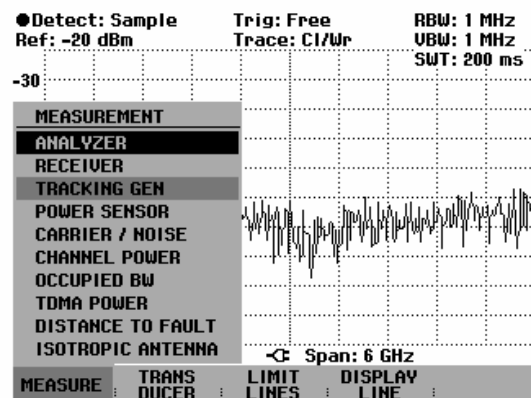 ●Detect: Sample Trig: Free RBW: 1 MHz
Ref: -20 dBm Trace: Cl/Wr VBW: 1 MHz
SWT: 200 ms
-30
MEASUREMENT
ANALYZER
RECEIVER
TRACKING GEN
POWER SENSOR
CARRIER / NOISE
CHANNEL POWER
OCCUPIED BW
TDMA POWER
DISTANCE TO FAULT
ISOTROPIC ANTENNA
Span: 6 GHz
MEASURE TRANS DUCER LIMIT LINES DISPLAY LINE